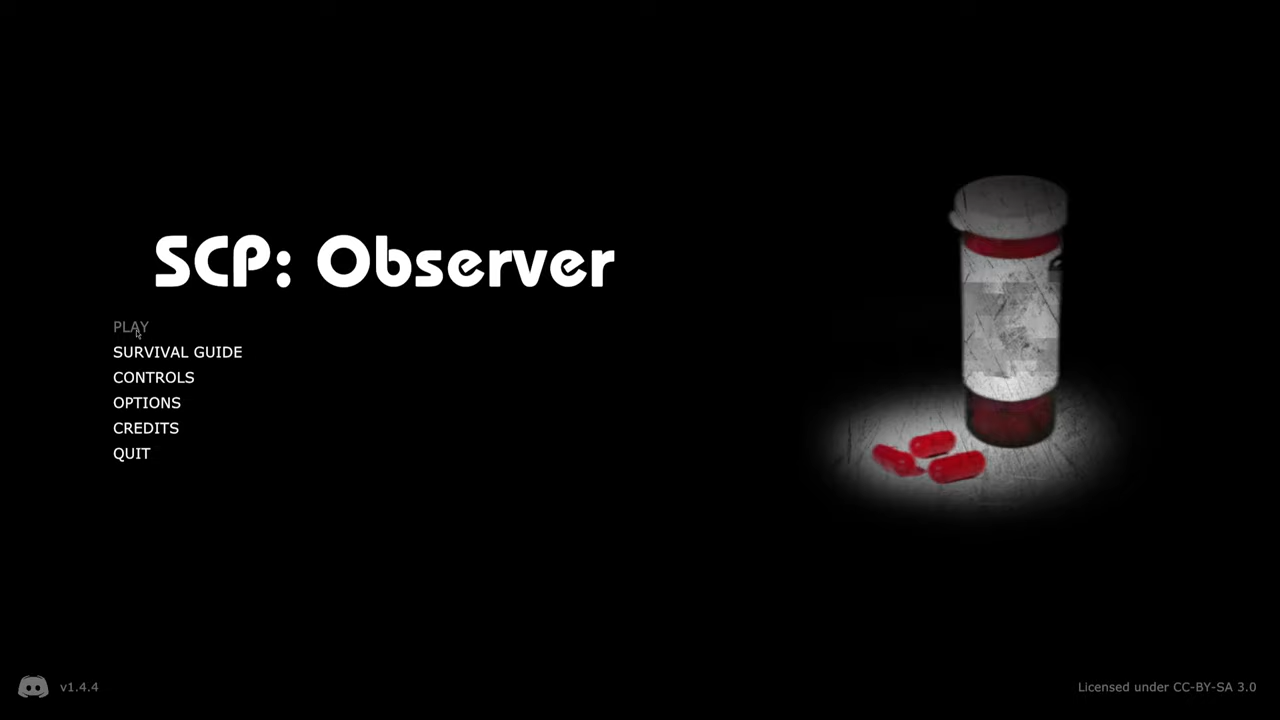 SCP: Observer
PLAY
SURVIVAL GUIDE
CONTROLS
OPTIONS
CREDITS
QUIT
v1.4.4
Licensed under CC-BY-SA 3.0